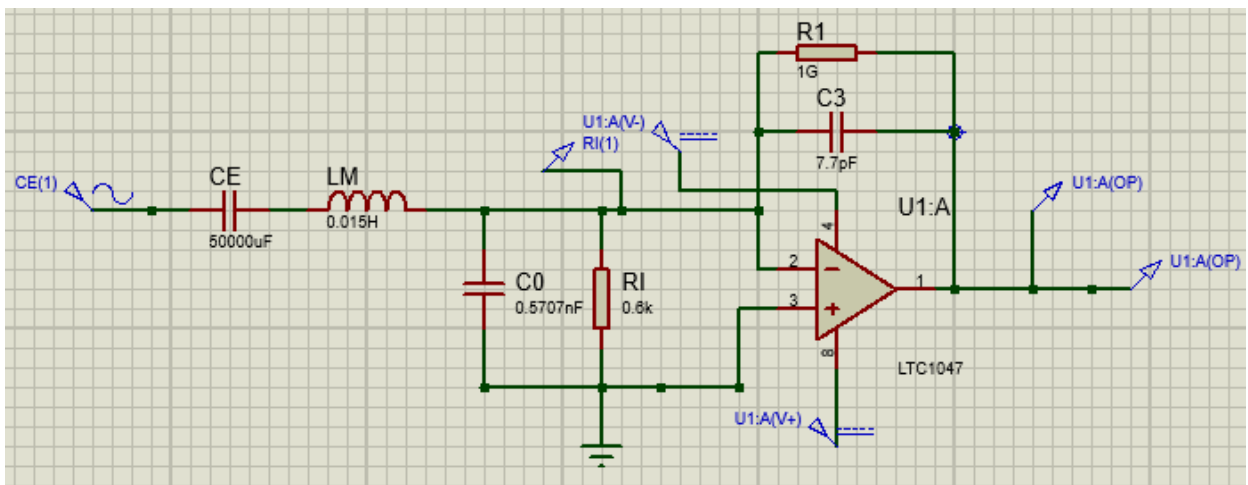 R1
1G
C3
7.7pF
U1:A(V-)
RI(1)
CE(1)
CE
50000uF
LM
0.015H
U1:A(OP)
U1:A
4
2
3
1
8
U1:A(OP)
C0
0.5707nF
RI
0.6k
LTC1047
U1:A(V+)